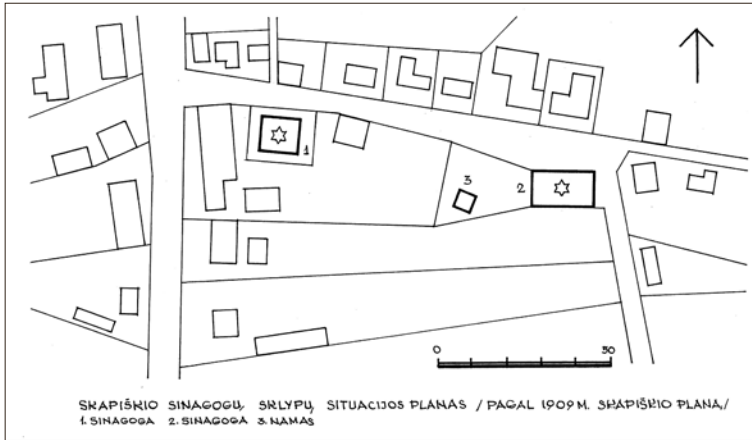 1
3
2
0 50
SKAPIŠKIO SINAGOGŲ SKLYPŲ SITUACIJOS PLANAS / PAGAL 1909 M. SKAPIŠKIO PLANĄ /
1. SINAGOGA 2. SINAGOGA 3. NAMAS